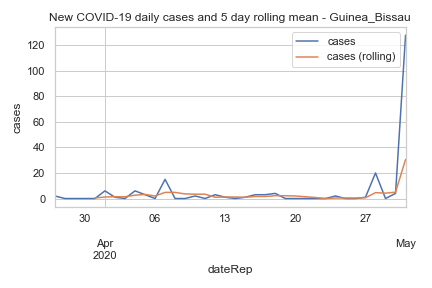 New COVID-19 daily cases and 5 day rolling mean - Guinea_Bissau
cases
cases (rolling)
120
100
80
60
40
20
0
cases
30
06
13
20
27
Apr
2020
May
dateRep